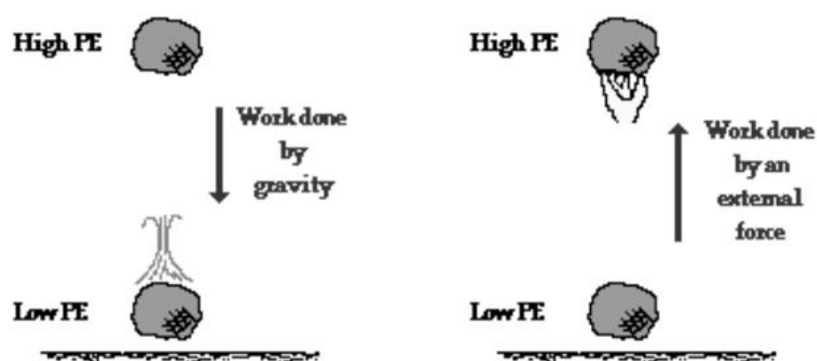 High PE
Work done
by
gravity
Low PE
High PE
Work done
by an
external
force
Low PE